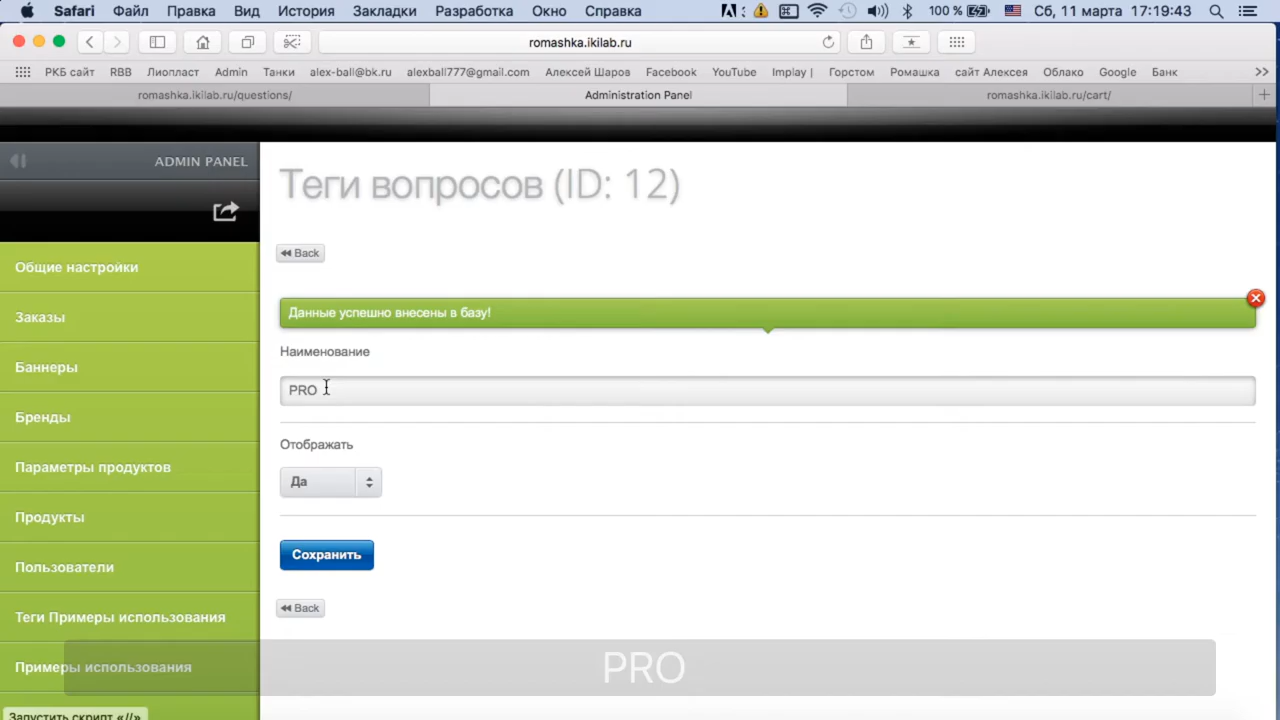 Safari Файл Правка Вид История Закладки Разработка Окно Справка 100 % Сб, 11 марта 17:19:43
romashka.ikilab.ru
РКБ сайт RBB Лиопласт Admin Танки alex-ball@bk.ru alexball777@gmail.com Алексей Шаров Facebook YouTube Implay | Горстом Ромашка сайт Алексея Облако Google Банк
romashka.ikilab.ru/questions/ Administration Panel romashka.ikilab.ru/cart/
ADMIN PANEL
Теги вопросов (ID: 12)
Back
Общие настройки
Данные успешно внесены в базу!
Заказы
Наименование
Баннеры
PRO
Бренды
Отображать
Параметры продуктов
Да
Продукты
Сохранить
Пользователи
Back
Теги Примеры использования
Примеры использования
PRO
Запустить скрипт «//»